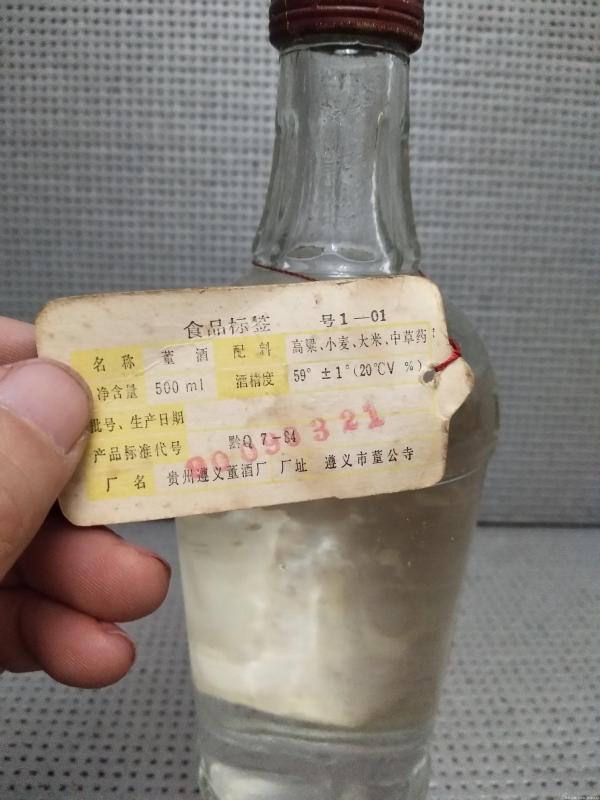 食品标签 号1—01
名称 董酒 配料 高粱、小麦、大米、中草药
净含量 500 ml 酒精度 59° ±1°(20℃V %)
批号、生产日期
产品标准代号 黔Q 7-84
321
厂名 贵州遵义董酒厂 厂址 遵义市董公寺